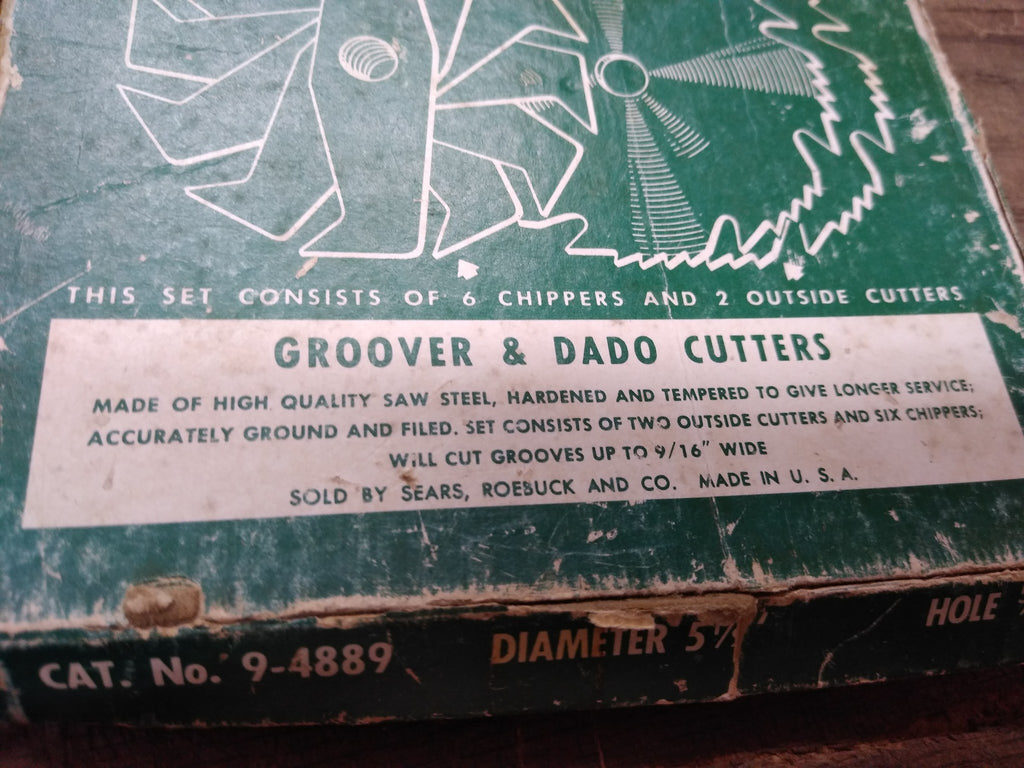 THIS SET CONSISTS OF 6 CHIPPERS AND 2 OUTSIDE CUTTERS
GROOVER & DADO CUTTERS
MADE OF HIGH QUALITY SAW STEEL, HARDENED AND TEMPERED TO GIVE LONGER SERVICE;
ACCURATELY GROUND AND FILED. SET CONSISTS OF TWO OUTSIDE CUTTERS AND SIX CHIPPERS;
WILL CUT GROOVES UP TO 9/16" WIDE
SOLD BY SEARS, ROEBUCK AND CO. MADE IN U. S. A.
CAT. No. 9-4889 DIAMETER HOLE